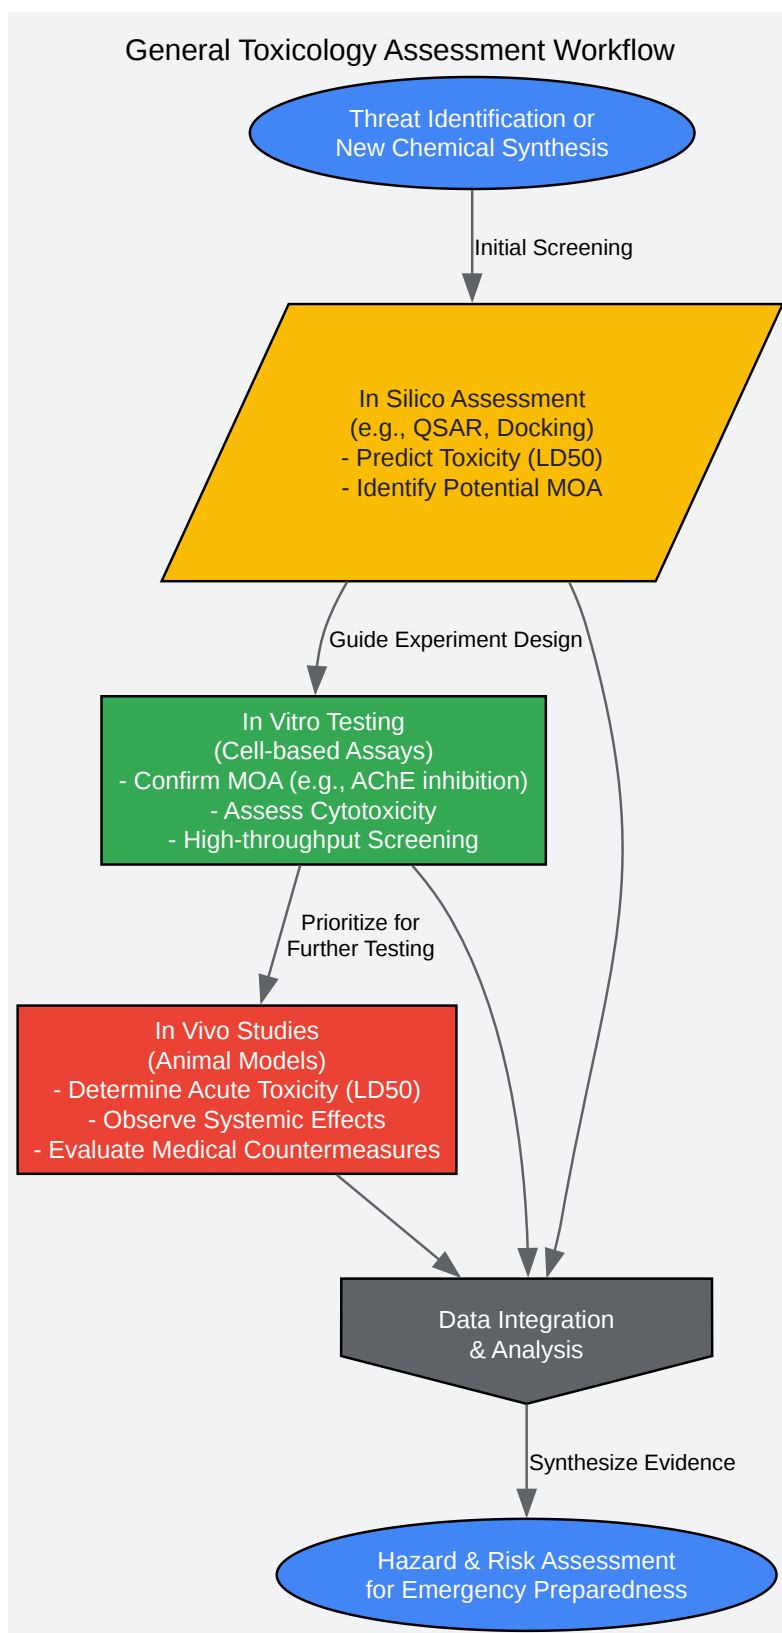 General Toxicology Assessment Workflow
Threat Identification or
New Chemical Synthesis
Initial Screening
In Silico Assessment
(e.g., QSAR, Docking)
- Predict Toxicity (LD50)
- Identify Potential MOA
Guide Experiment Design
In Vitro Testing
(Cell-based Assays)
- Confirm MOA (e.g., AChE inhibition)
- Assess Cytotoxicity
- High-throughput Screening
Prioritize for
Further Testing
In Vivo Studies
(Animal Models)
- Determine Acute Toxicity (LD50)
- Observe Systemic Effects
- Evaluate Medical Countermeasures
Data Integration
& Analysis
Synthesize Evidence
Hazard & Risk Assessment
for Emergency Preparedness